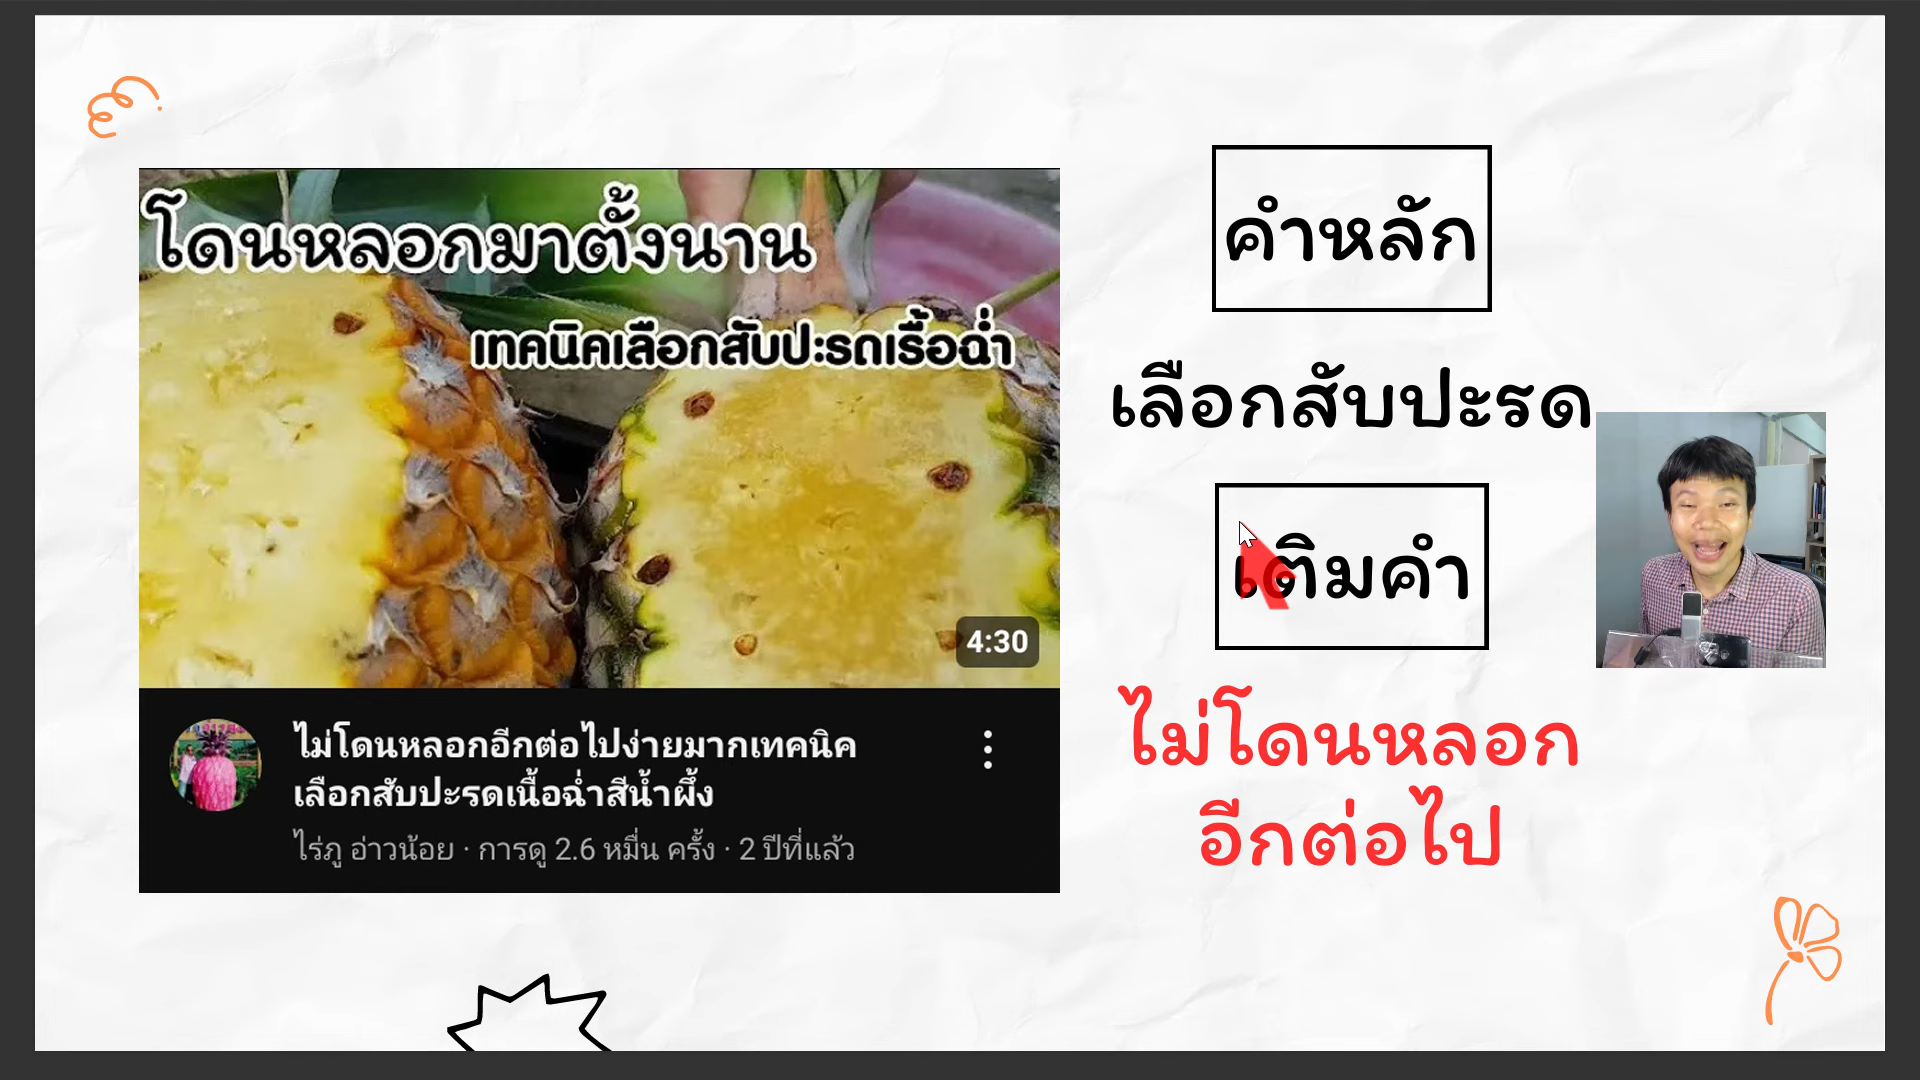 โดนหลอกมาตั้งนาน
เทคนิคเลือกสับปะรดเรื้อฉ่ำ
4:30
ไม่โดนหลอกอีกต่อไปง่ายมากเทคนิค
เลือกสับปะรดเนื้อฉ่ำสีน้ำผึ้ง
ไร่ภู อ่าวน้อย · การดู 2.6 หมื่น ครั้ง · 2 ปีที่แล้ว
คำหลัก
เลือกสับปะรด
เติมคำ
ไม่โดนหลอก
อีกต่อไป